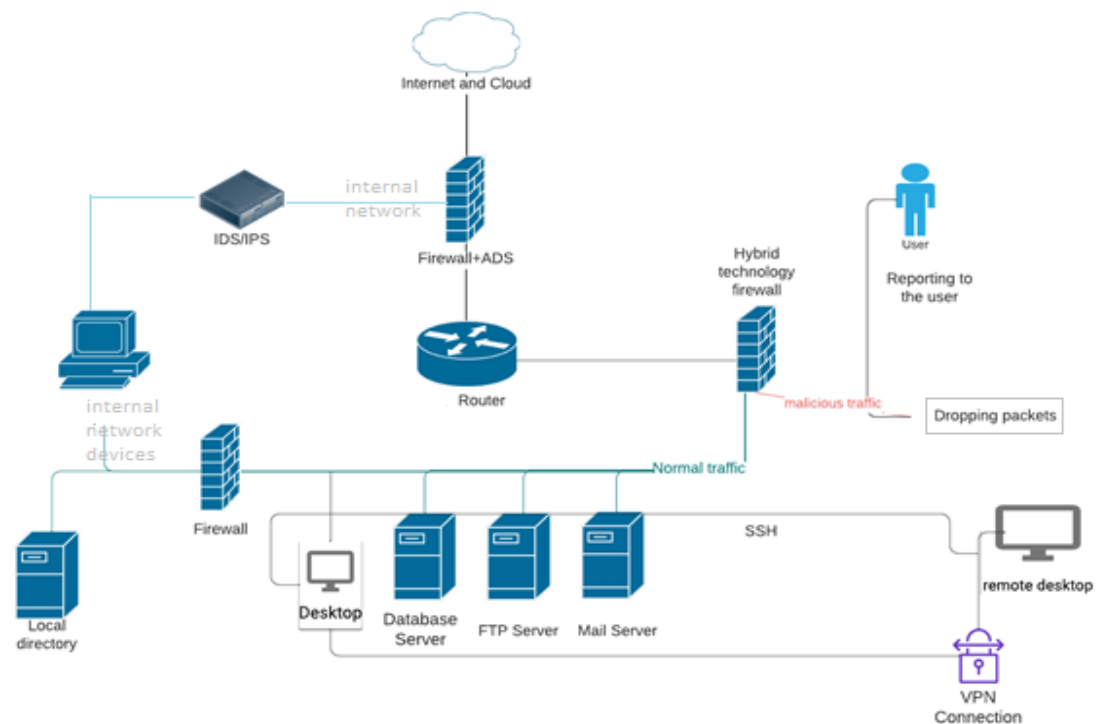 Internet and Cloud
internal
network
IDS/IPS
Firewall+ADS
User
Hybrid
technology
firewall
Reporting to
the user
Router
malicious traffic
Dropping packets
internal
network
devices
Normal traffic
Firewall
SSH
remote desktop
Desktop
Database
Server
FTP Server
Mail Server
Local
directory
VPN
Connection